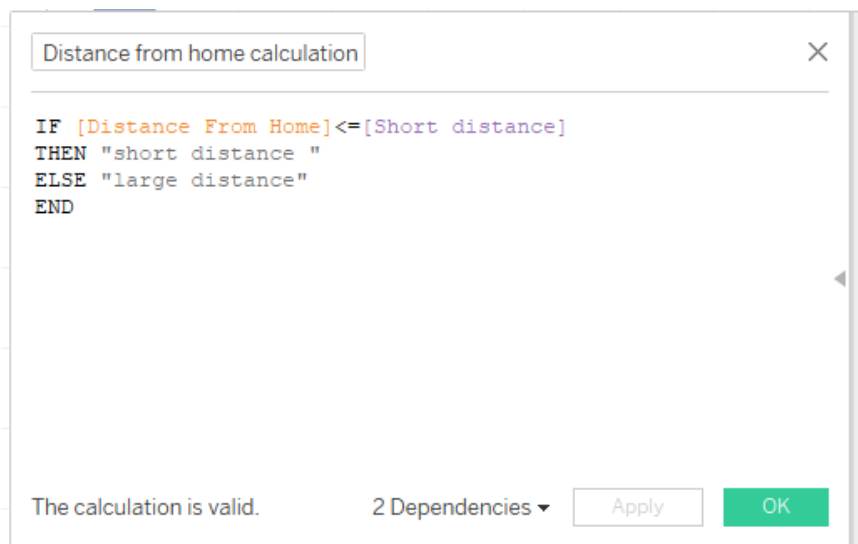 Distance from home calculation
IF [Distance From Home]<=[Short distance]
THEN "short distance "
ELSE "large distance"
END
The calculation is valid.
2 Dependencies
Apply
OK